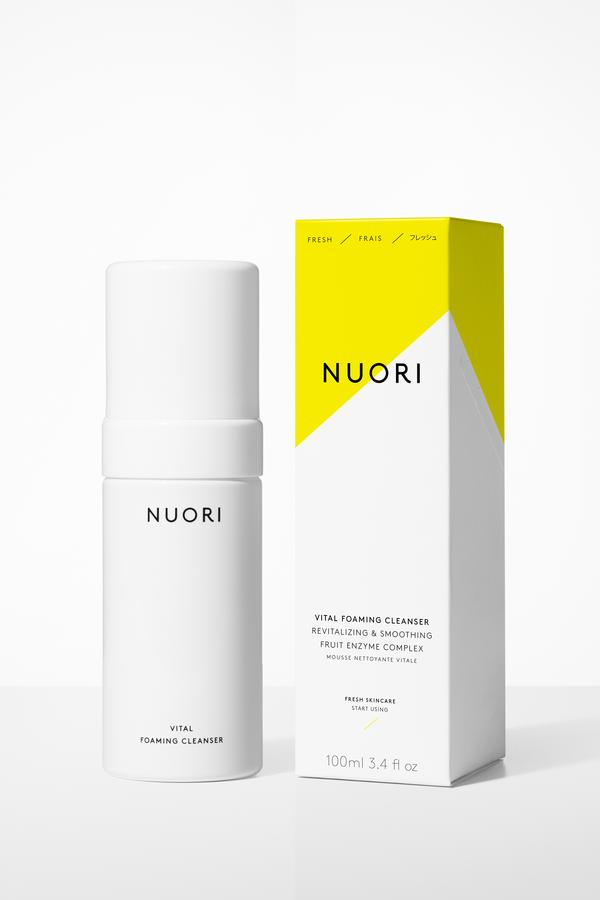 NUORI
VITAL
FOAMING CLEANSER
FRESH / FRAIS / フレッシュ
NUORI
VITAL FOAMING CLEANSER
REVITALIZING & SMOOTHING
FRUIT ENZYME COMPLEX
MOUSSE NETTOYANTE VITALE
FRESH SKINCARE
START USING
/
100ml 3.4 fl oz